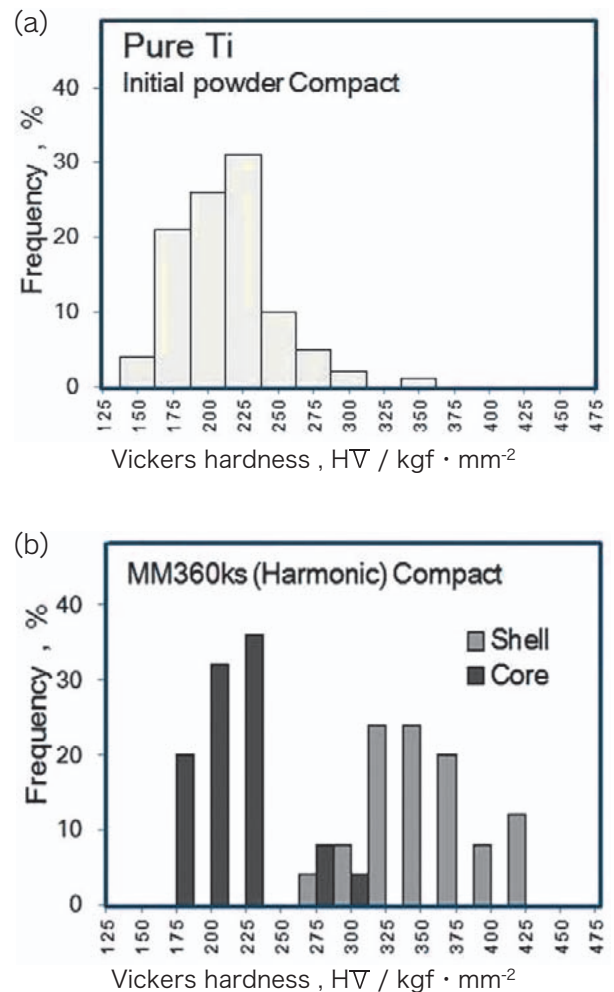 (a)
Pure Ti
Initial powder Compact
Frequency , %
40
30
20
10
0
125 150 175 200 225 250 275 300 325 350 375 400 425 450 475
Vickers hardness , HV̅ / kgf · mm-2
(b)
MM360ks (Harmonic) Compact
Shell
Core
Frequency , %
40
30
20
10
0
125 150 175 200 225 250 275 300 325 350 375 400 425 450 475
Vickers hardness , HV̅ / kgf · mm-2